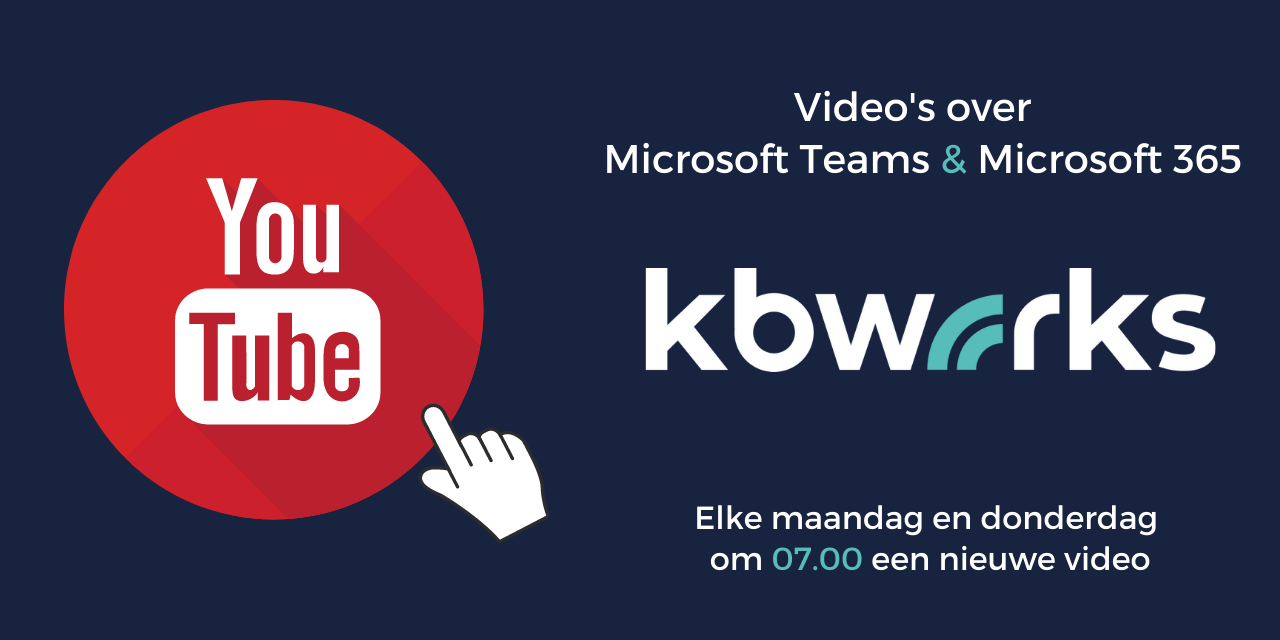 You
Tube
Video's over
Microsoft Teams & Microsoft 365
kbworks
Elke maandag en donderdag
om 07.00 een nieuwe video